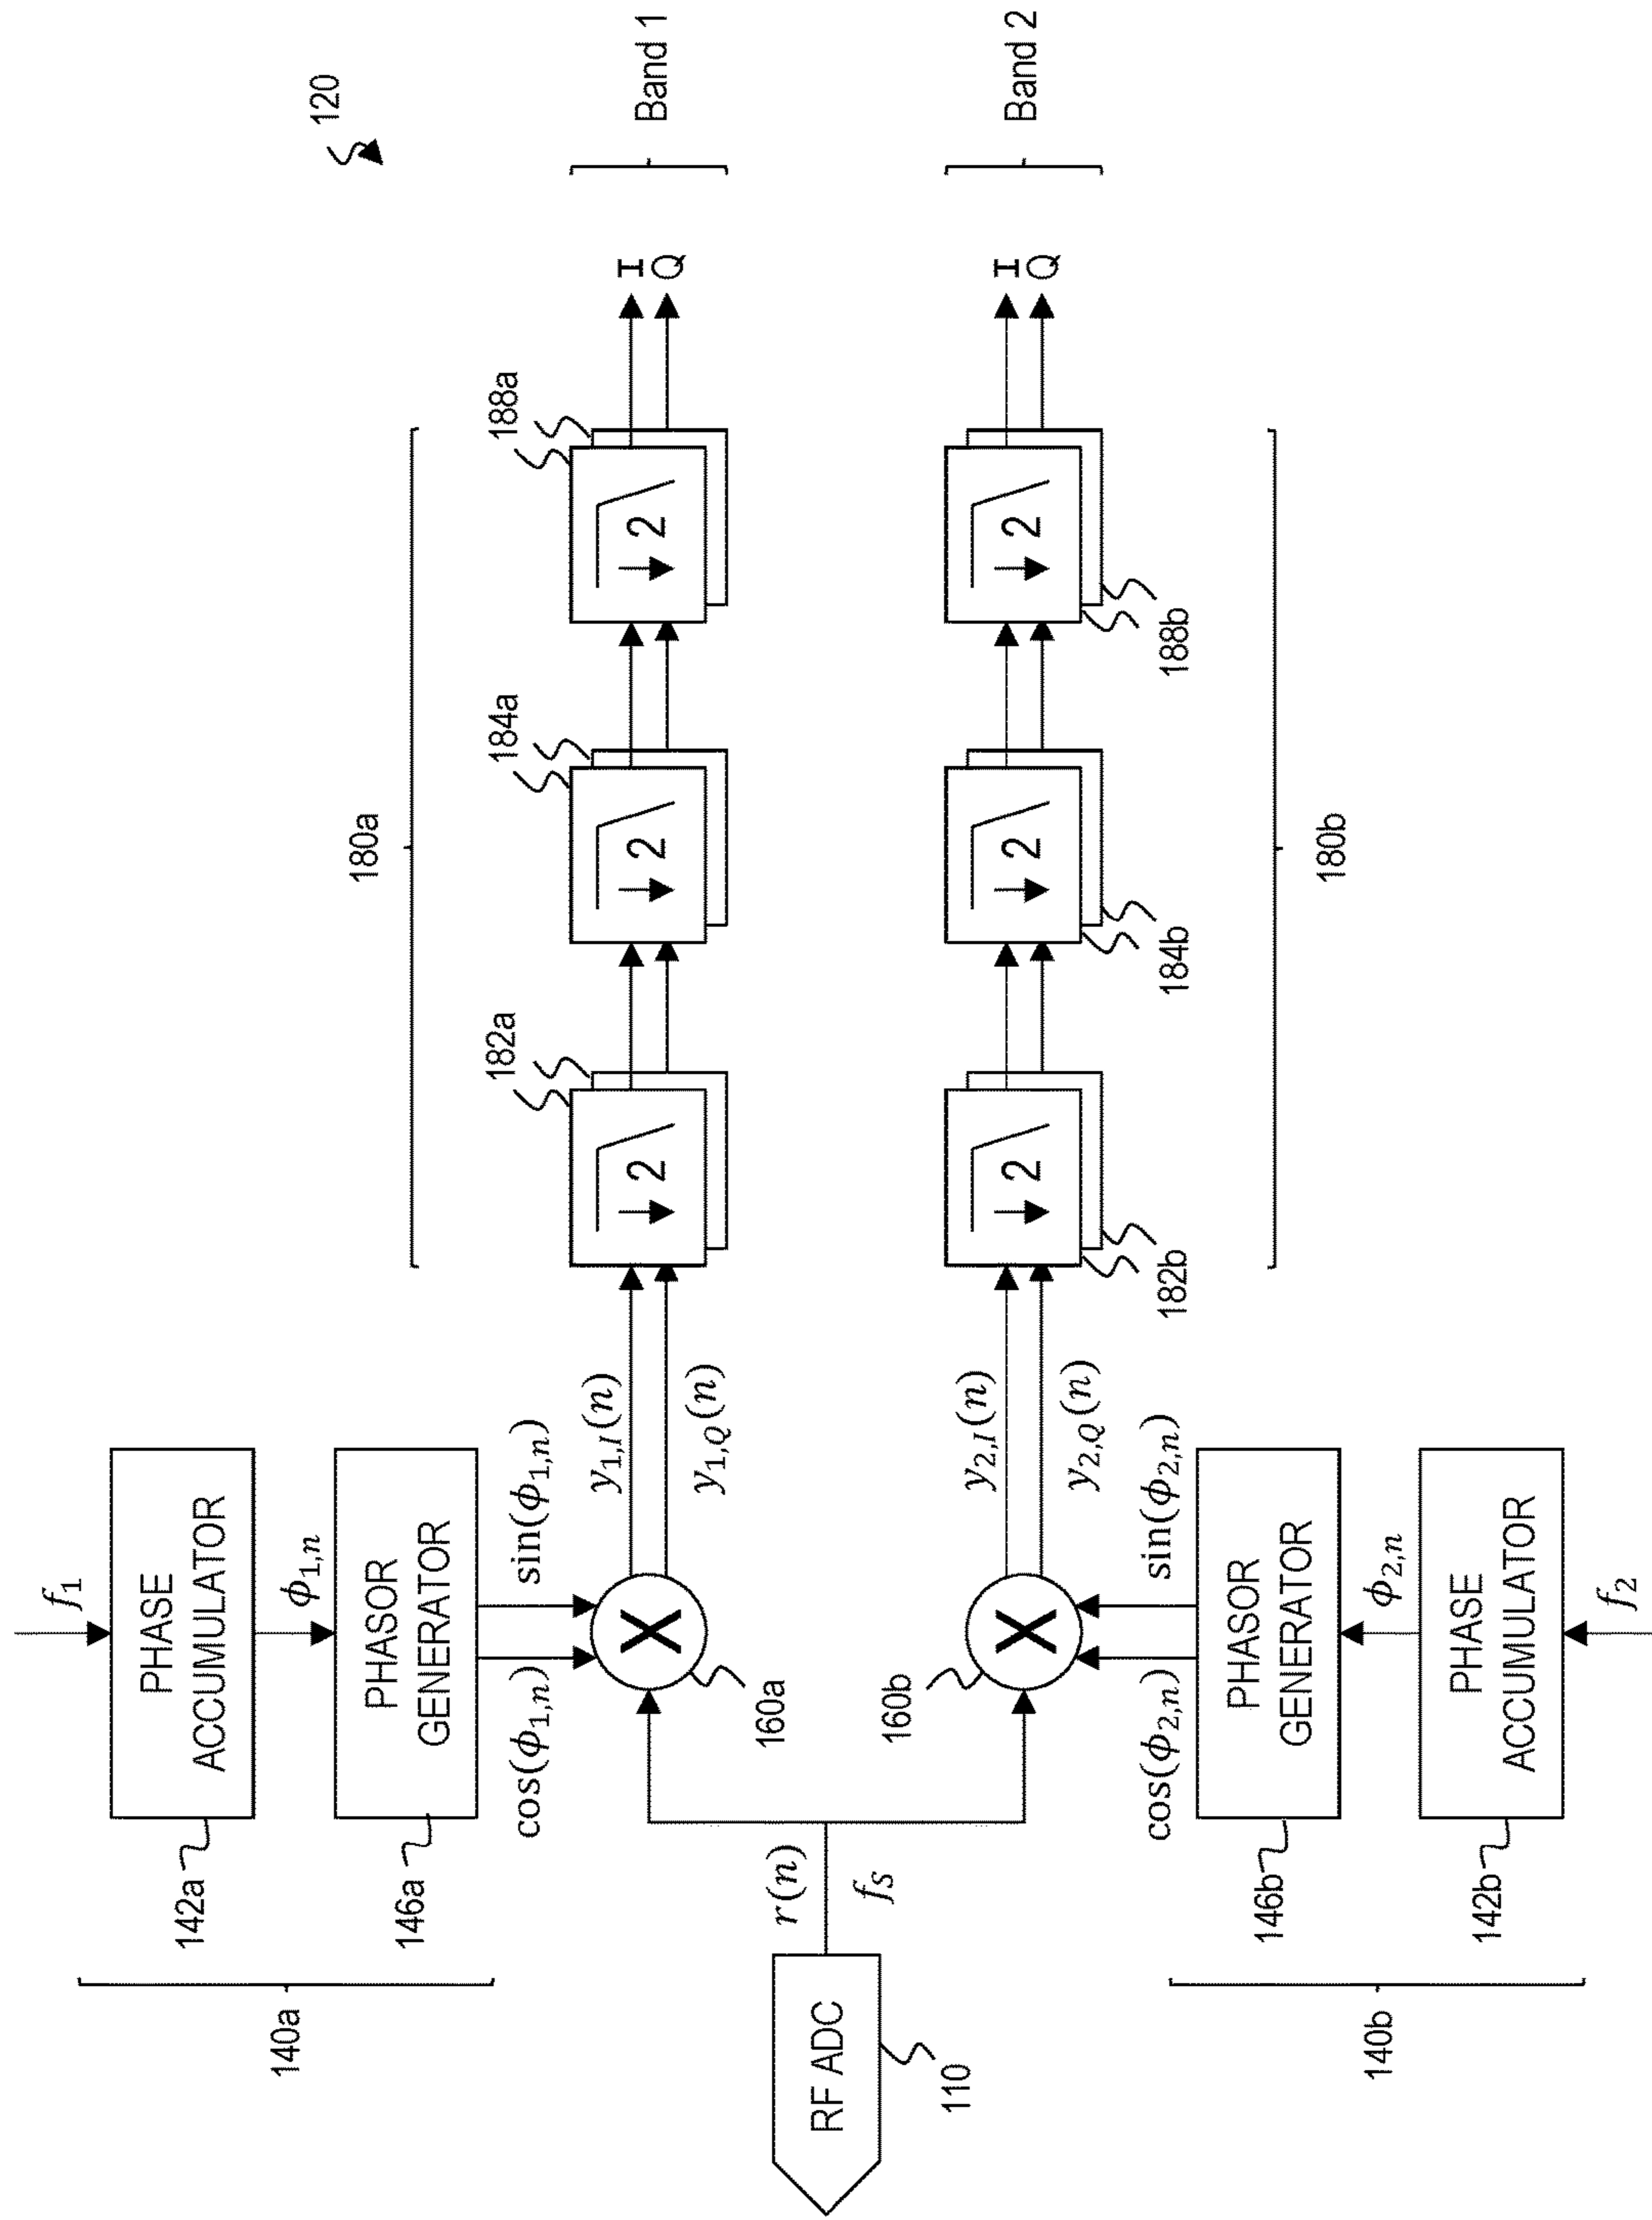 120
f₁
PHASE
ACCUMULATOR
142a
ϕ₁,ₙ
PHASOR
GENERATOR
146a
140a
cos(ϕ₁,ₙ)
sin(ϕ₁,ₙ)
160a
y₁,I(n)
y₁,Q(n)
180a
182a
↓ 2
184a
↓ 2
188a
↓ 2
I
Q
Band 1
RF ADC
110
r(n)
fS
160b
y₂,I(n)
y₂,Q(n)
↓ 2
182b
↓ 2
184b
↓ 2
188b
180b
I
Q
Band 2
cos(ϕ₂,ₙ)
sin(ϕ₂,ₙ)
PHASOR
GENERATOR
146b
ϕ₂,ₙ
PHASE
ACCUMULATOR
142b
140b
f₂